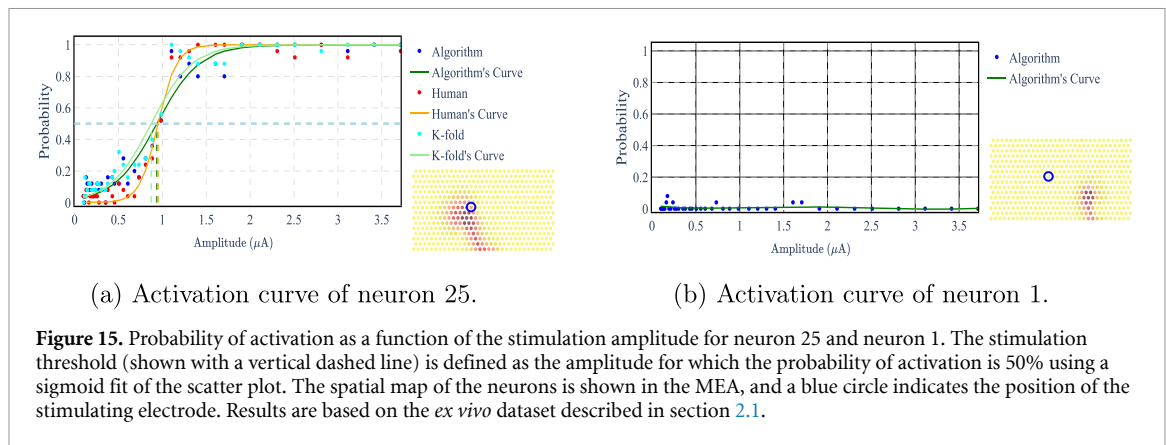 1
0.8
0.6
0.4
0.2
0
Probability
0
0.5
1
1.5
2
2.5
3
3.5
Amplitude (μA)
Algorithm
Algorithm's Curve
Human
Human's Curve
K-fold
K-fold's Curve
(a) Activation curve of neuron 25.
1
0.8
0.6
0.4
0.2
0
Probability
0
0.5
1
1.5
2
2.5
3
3.5
Amplitude (μA)
Algorithm
Algorithm's Curve
(b) Activation curve of neuron 1.
Figure 15. Probability of activation as a function of the stimulation amplitude for neuron 25 and neuron 1. The stimulation
threshold (shown with a vertical dashed line) is defined as the amplitude for which the probability of activation is 50% using a
sigmoid fit of the scatter plot. The spatial map of the neurons is shown in the MEA, and a blue circle indicates the position of the
stimulating electrode. Results are based on the ex vivo dataset described in section 2.1.